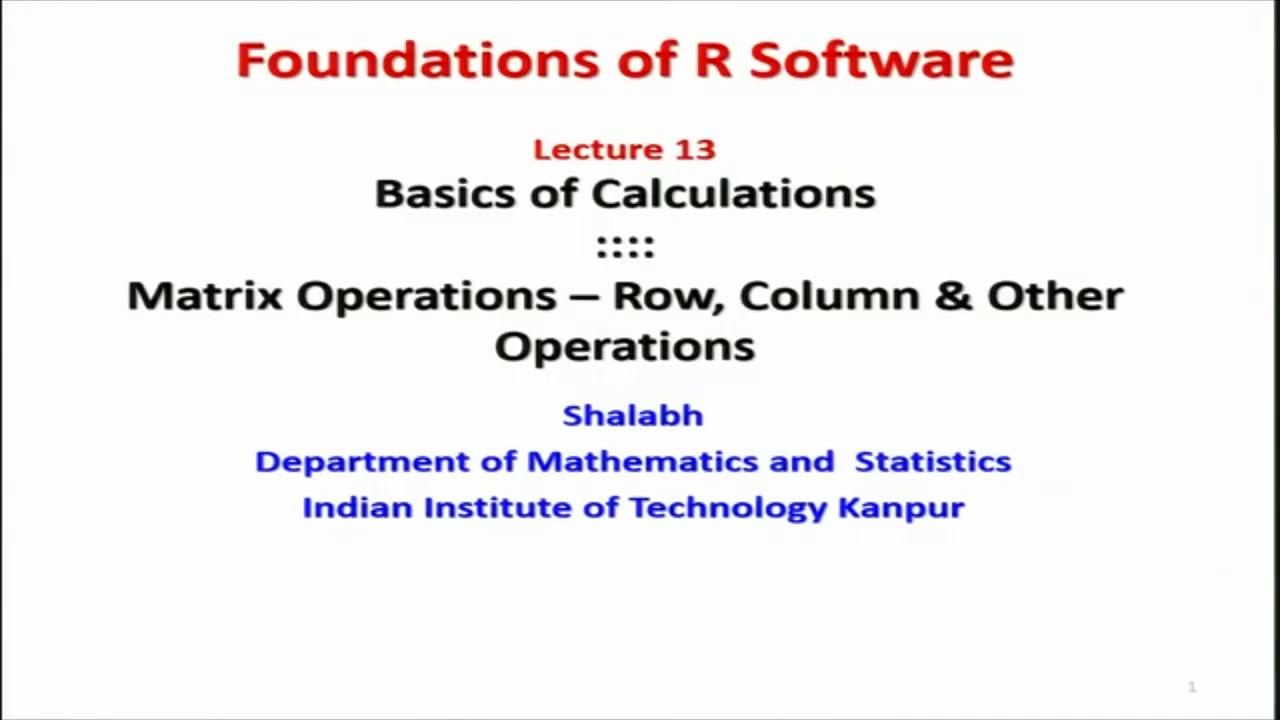 Foundations of R Software
Lecture 13
Basics of Calculations
::::
Matrix Operations – Row, Column & Other
Operations
Shalabh
Department of Mathematics and Statistics
Indian Institute of Technology Kanpur
1